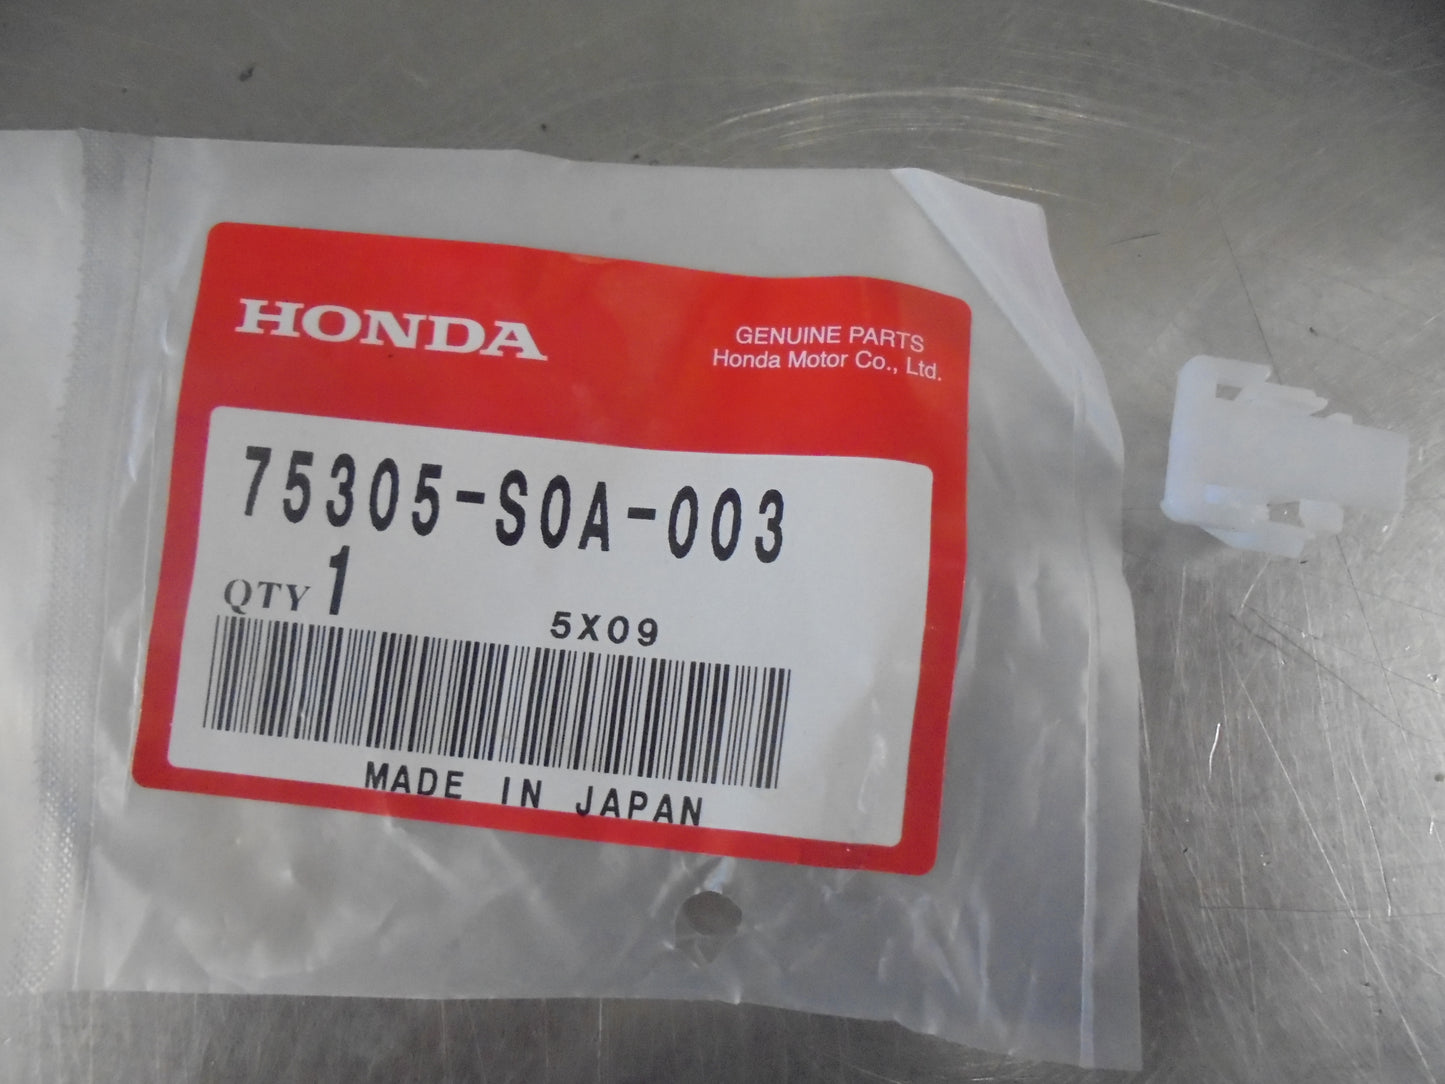 HONDA
GENUINE PARTS
Honda Motor Co., Ltd.
75305-S0A-003
QTY 1
5X09
MADE IN JAPAN